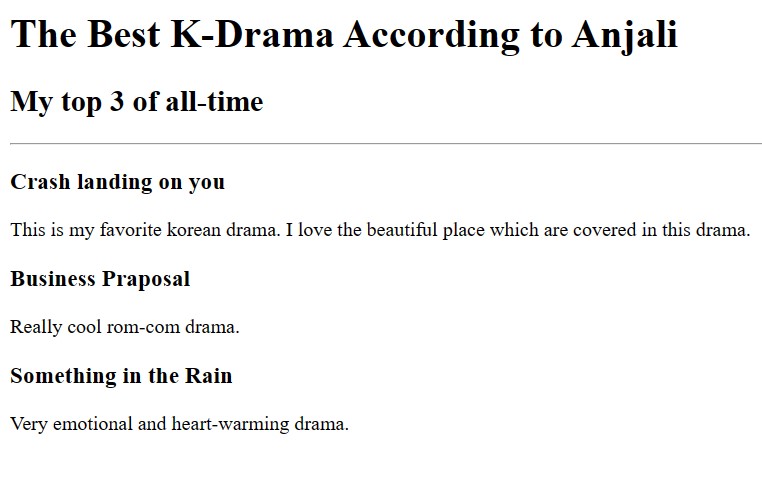 The Best K-Drama According to Anjali
My top 3 of all-time
Crash landing on you
This is my favorite korean drama. I love the beautiful place which are covered in this drama.
Business Praposal
Really cool rom-com drama.
Something in the Rain
Very emotional and heart-warming drama.